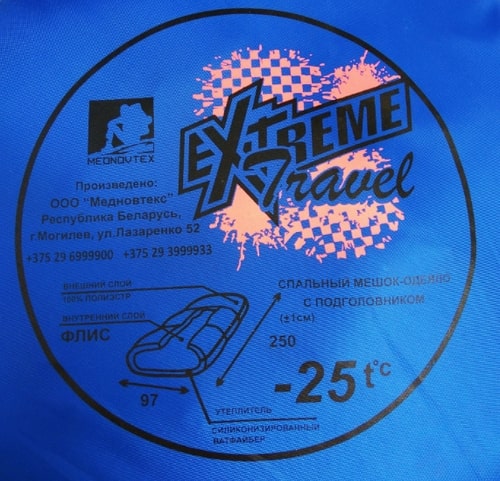 EXTREME
Travel
MEDNOVTEX
Произведено:
ООО "Медновтекс"
Республика Беларусь,
г.Могилев, ул.Лазаренко 52
+375 29 6999900 +375 29 3999933
ВНЕШНИЙ СЛОЙ
100% ПОЛИЭСТР
ВНУТРЕННИЙ СЛОЙ
ФЛИС
СПАЛЬНЫЙ МЕШОК-ОДЕЯЛО
С ПОДГОЛОВНИКОМ
(±1см)
250
97
-25 t°c
УТЕПЛИТЕЛЬ
СИЛИКОНИЗИРОВАННЫЙ
ВАТФАЙБЕР